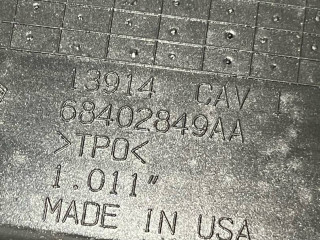 13914 CAV 1
68402849AA
>TPO<
1.011"
MADE IN USA